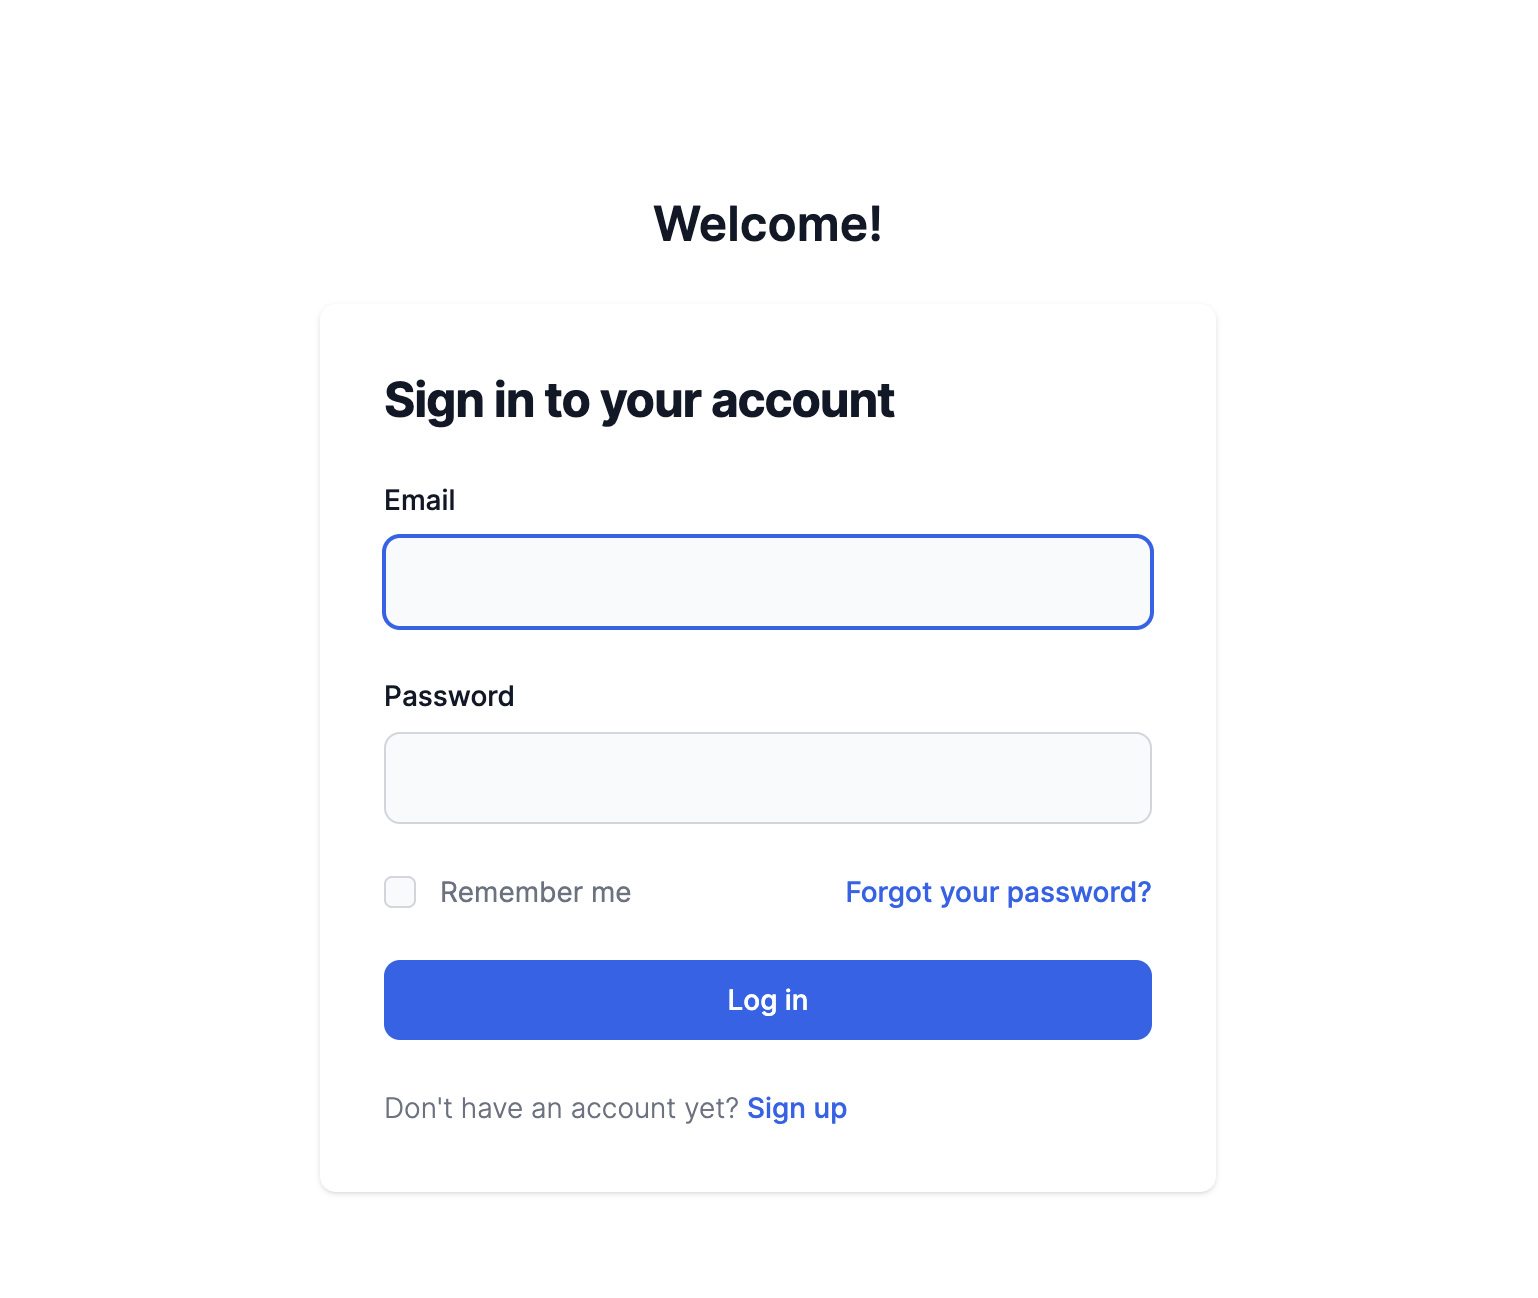 Welcome!
Sign in to your account
Email
Password
Remember me
Forgot your password?
Log in
Don't have an account yet? Sign up